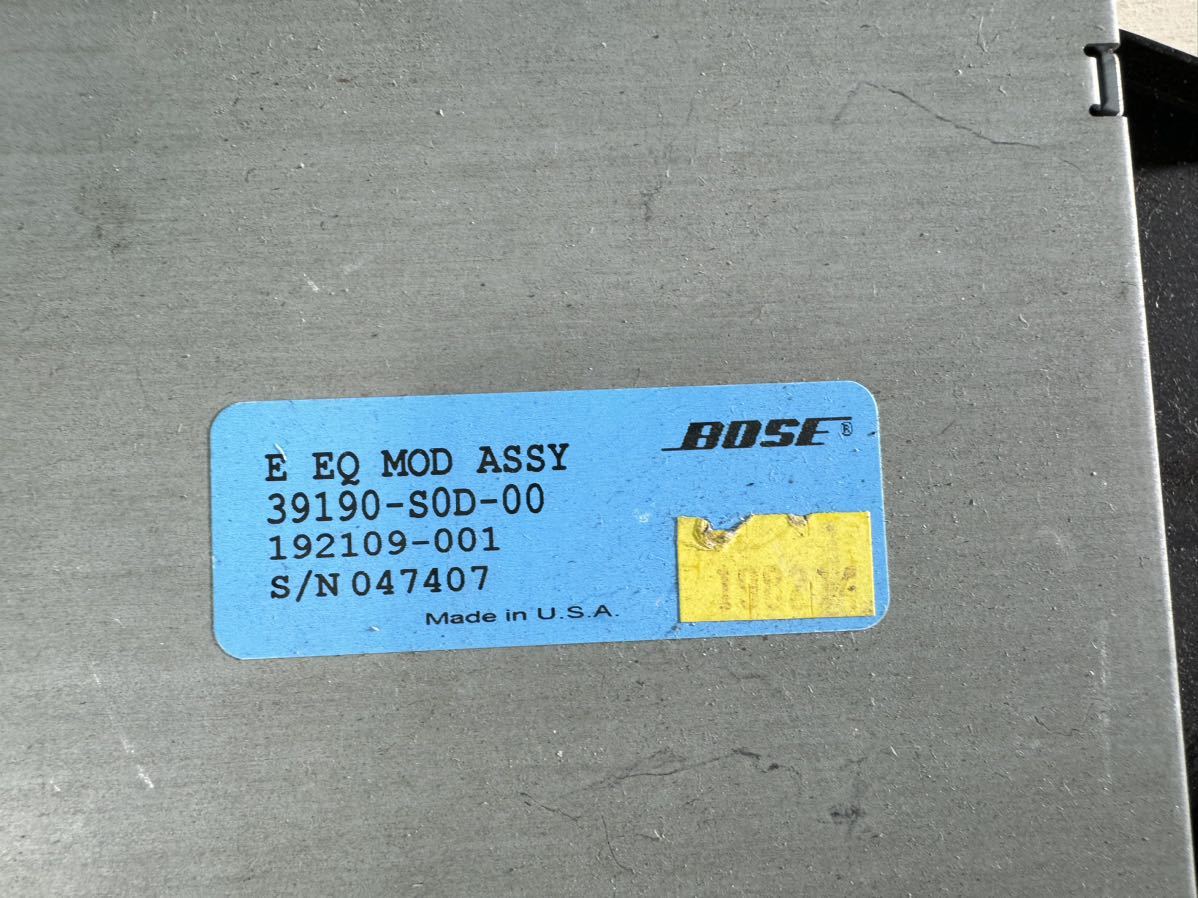 BOSE®
E EQ MOD ASSY
39190-S0D-00
192109-001
S/N 047407
Made in U.S.A.